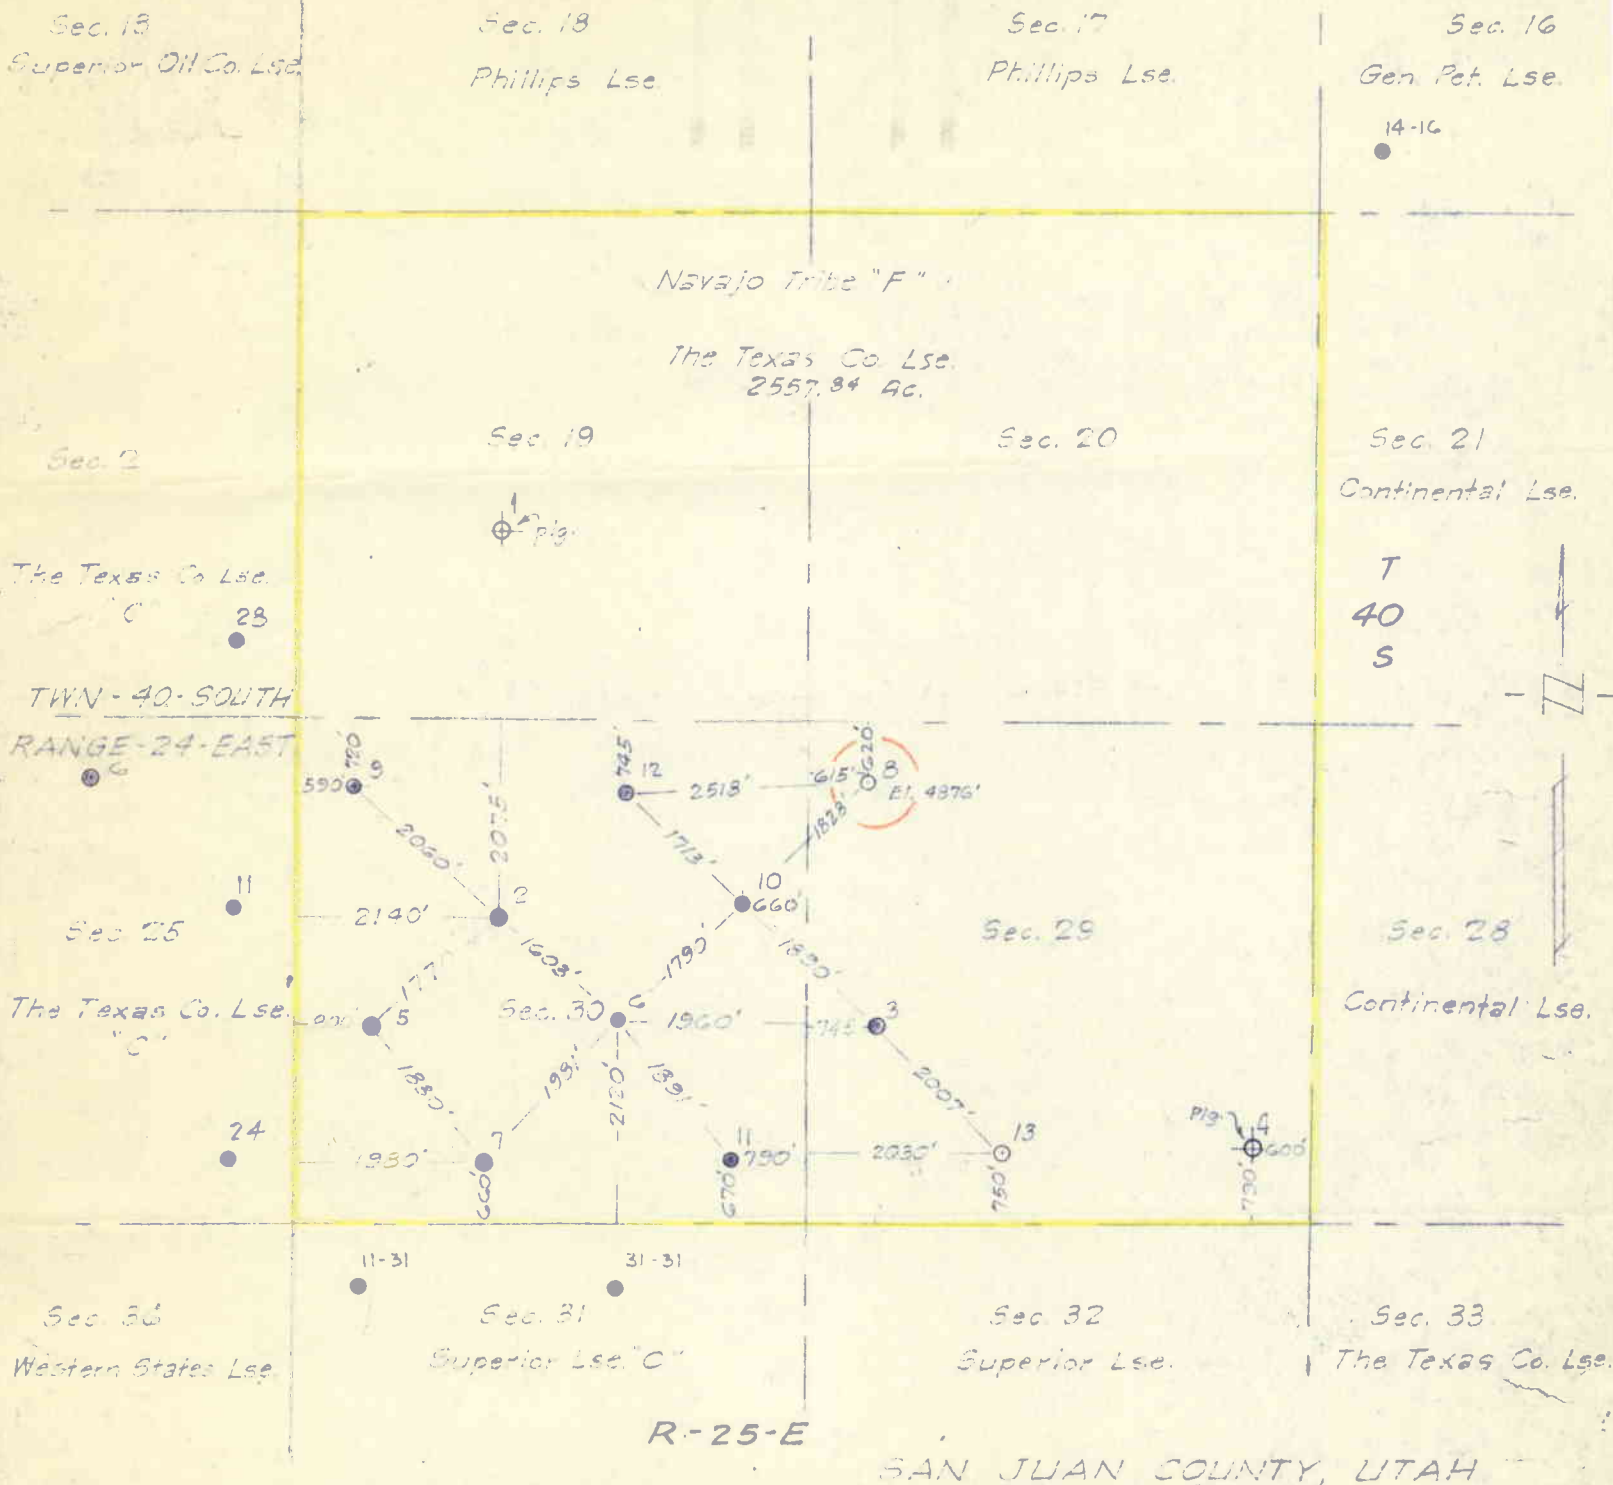 Sec. 13
Superior Oil Co. Lse.
Sec. 18
Phillips Lse.
Sec. 17
Phillips Lse.
Sec. 16
Gen. Pet. Lse.
14-16
Navajo Tribe "F"
The Texas Co. Lse.
2557.84 Ac.
Sec. 19
Sec. 20
Sec. 21
Continental Lse.
Sec. 2
1
Plg.
The Texas Co Lse.
"C"
23
T
40
S
TWN-40-SOUTH
RANGE-24-EAST
6
N
720'
590'
9
745'
12
2518'
620'
615'
8
El. 4876'
2060'
2075'
1713'
1828'
11
2140'
2
10
660'
Sec. 25
1603'
1790'
1830'
Sec. 29
Sec. 28
The Texas Co. Lse.
"C"
177
5
Sec. 30
6
1960'
745'
3
Continental Lse.
1830'
199
2120'
189
2007'
24
1980'
7
660'
11
790'
670'
2030'
13
750'
Plg.
4
600'
790'
11-31
31-31
Sec. 36
Western States Lse.
Sec. 31
Superior Lse. "C"
Sec. 32
Superior Lse.
Sec. 33
The Texas Co. Lse.
R-25-E
SAN JUAN COUNTY, UTAH